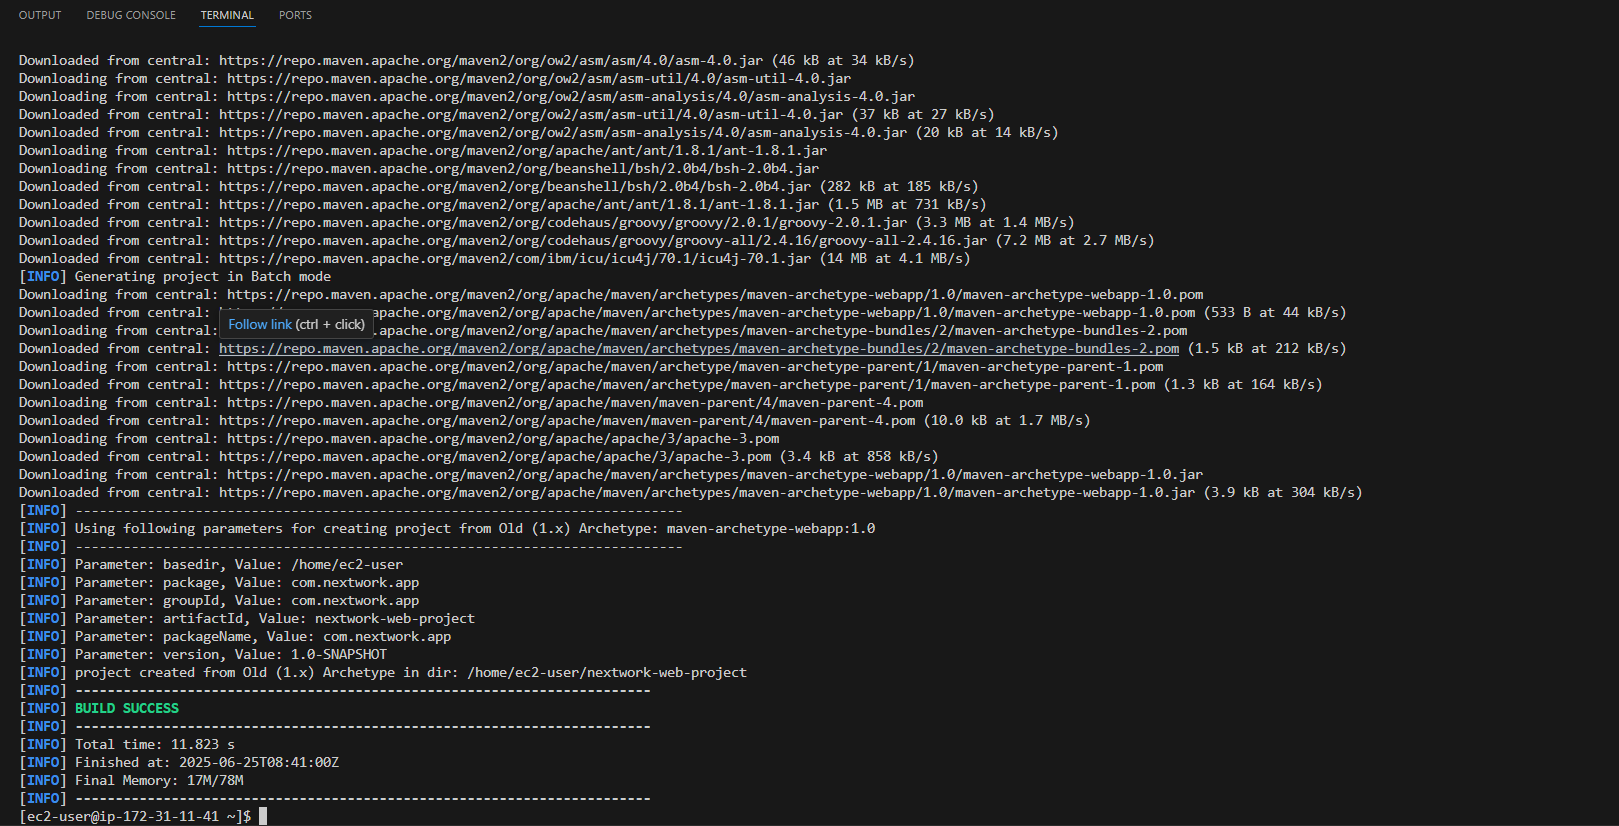 OUTPUT DEBUG CONSOLE TERMINAL PORTS
Downloaded from central: https://repo.maven.apache.org/maven2/org/ow2/asm/asm/4.0/asm-4.0.jar (46 kB at 34 kB/s)
Downloading from central: https://repo.maven.apache.org/maven2/org/ow2/asm/asm-util/4.0/asm-util-4.0.jar
Downloading from central: https://repo.maven.apache.org/maven2/org/ow2/asm/asm-analysis/4.0/asm-analysis-4.0.jar
Downloaded from central: https://repo.maven.apache.org/maven2/org/ow2/asm/asm-util/4.0/asm-util-4.0.jar (37 kB at 27 kB/s)
Downloaded from central: https://repo.maven.apache.org/maven2/org/ow2/asm/asm-analysis/4.0/asm-analysis-4.0.jar (20 kB at 14 kB/s)
Downloading from central: https://repo.maven.apache.org/maven2/org/apache/ant/ant/1.8.1/ant-1.8.1.jar
Downloading from central: https://repo.maven.apache.org/maven2/org/beanshell/bsh/2.0b4/bsh-2.0b4.jar
Downloaded from central: https://repo.maven.apache.org/maven2/org/beanshell/bsh/2.0b4/bsh-2.0b4.jar (282 kB at 185 kB/s)
Downloaded from central: https://repo.maven.apache.org/maven2/org/apache/ant/ant/1.8.1/ant-1.8.1.jar (1.5 MB at 731 kB/s)
Downloaded from central: https://repo.maven.apache.org/maven2/org/codehaus/groovy/groovy/2.0.1/groovy-2.0.1.jar (3.3 MB at 1.4 MB/s)
Downloaded from central: https://repo.maven.apache.org/maven2/org/codehaus/groovy/groovy-all/2.4.16/groovy-all-2.4.16.jar (7.2 MB at 2.7 MB/s)
Downloaded from central: https://repo.maven.apache.org/maven2/com/ibm/icu/icu4j/70.1/icu4j-70.1.jar (14 MB at 4.1 MB/s)
[INFO] Generating project in Batch mode
Downloading from central: https://repo.maven.apache.org/maven2/org/apache/maven/archetypes/maven-archetype-webapp/1.0/maven-archetype-webapp-1.0.pom
Downloaded from central: https://repo.maven.apache.org/maven2/org/apache/maven/archetypes/maven-archetype-webapp/1.0/maven-archetype-webapp-1.0.pom (533 B at 44 kB/s)
Follow link (ctrl + click)
Downloading from central: .apache.org/maven2/org/apache/maven/archetypes/maven-archetype-bundles/2/maven-archetype-bundles-2.pom
Downloaded from central: https://repo.maven.apache.org/maven2/org/apache/maven/archetypes/maven-archetype-bundles/2/maven-archetype-bundles-2.pom (1.5 kB at 212 kB/s)
Downloading from central: https://repo.maven.apache.org/maven2/org/apache/maven/archetype/maven-archetype-parent/1/maven-archetype-parent-1.pom
Downloaded from central: https://repo.maven.apache.org/maven2/org/apache/maven/archetype/maven-archetype-parent/1/maven-archetype-parent-1.pom (1.3 kB at 164 kB/s)
Downloading from central: https://repo.maven.apache.org/maven2/org/apache/maven/maven-parent/4/maven-parent-4.pom
Downloaded from central: https://repo.maven.apache.org/maven2/org/apache/maven/maven-parent/4/maven-parent-4.pom (10.0 kB at 1.7 MB/s)
Downloading from central: https://repo.maven.apache.org/maven2/org/apache/apache/3/apache-3.pom
Downloaded from central: https://repo.maven.apache.org/maven2/org/apache/apache/3/apache-3.pom (3.4 kB at 858 kB/s)
Downloading from central: https://repo.maven.apache.org/maven2/org/apache/maven/archetypes/maven-archetype-webapp/1.0/maven-archetype-webapp-1.0.jar
Downloaded from central: https://repo.maven.apache.org/maven2/org/apache/maven/archetypes/maven-archetype-webapp/1.0/maven-archetype-webapp-1.0.jar (3.9 kB at 304 kB/s)
[INFO] ----------------------------------------------------------------------------
[INFO] Using following parameters for creating project from Old (1.x) Archetype: maven-archetype-webapp:1.0
[INFO] ----------------------------------------------------------------------------
[INFO] Parameter: basedir, Value: /home/ec2-user
[INFO] Parameter: package, Value: com.nextwork.app
[INFO] Parameter: groupId, Value: com.nextwork.app
[INFO] Parameter: artifactId, Value: nextwork-web-project
[INFO] Parameter: packageName, Value: com.nextwork.app
[INFO] Parameter: version, Value: 1.0-SNAPSHOT
[INFO] project created from Old (1.x) Archetype in dir: /home/ec2-user/nextwork-web-project
[INFO] ------------------------------------------------------------------------
[INFO] BUILD SUCCESS
[INFO] ------------------------------------------------------------------------
[INFO] Total time: 11.823 s
[INFO] Finished at: 2025-06-25T08:41:00Z
[INFO] Final Memory: 17M/78M
[INFO] ------------------------------------------------------------------------
[ec2-user@ip-172-31-11-41 ~]$